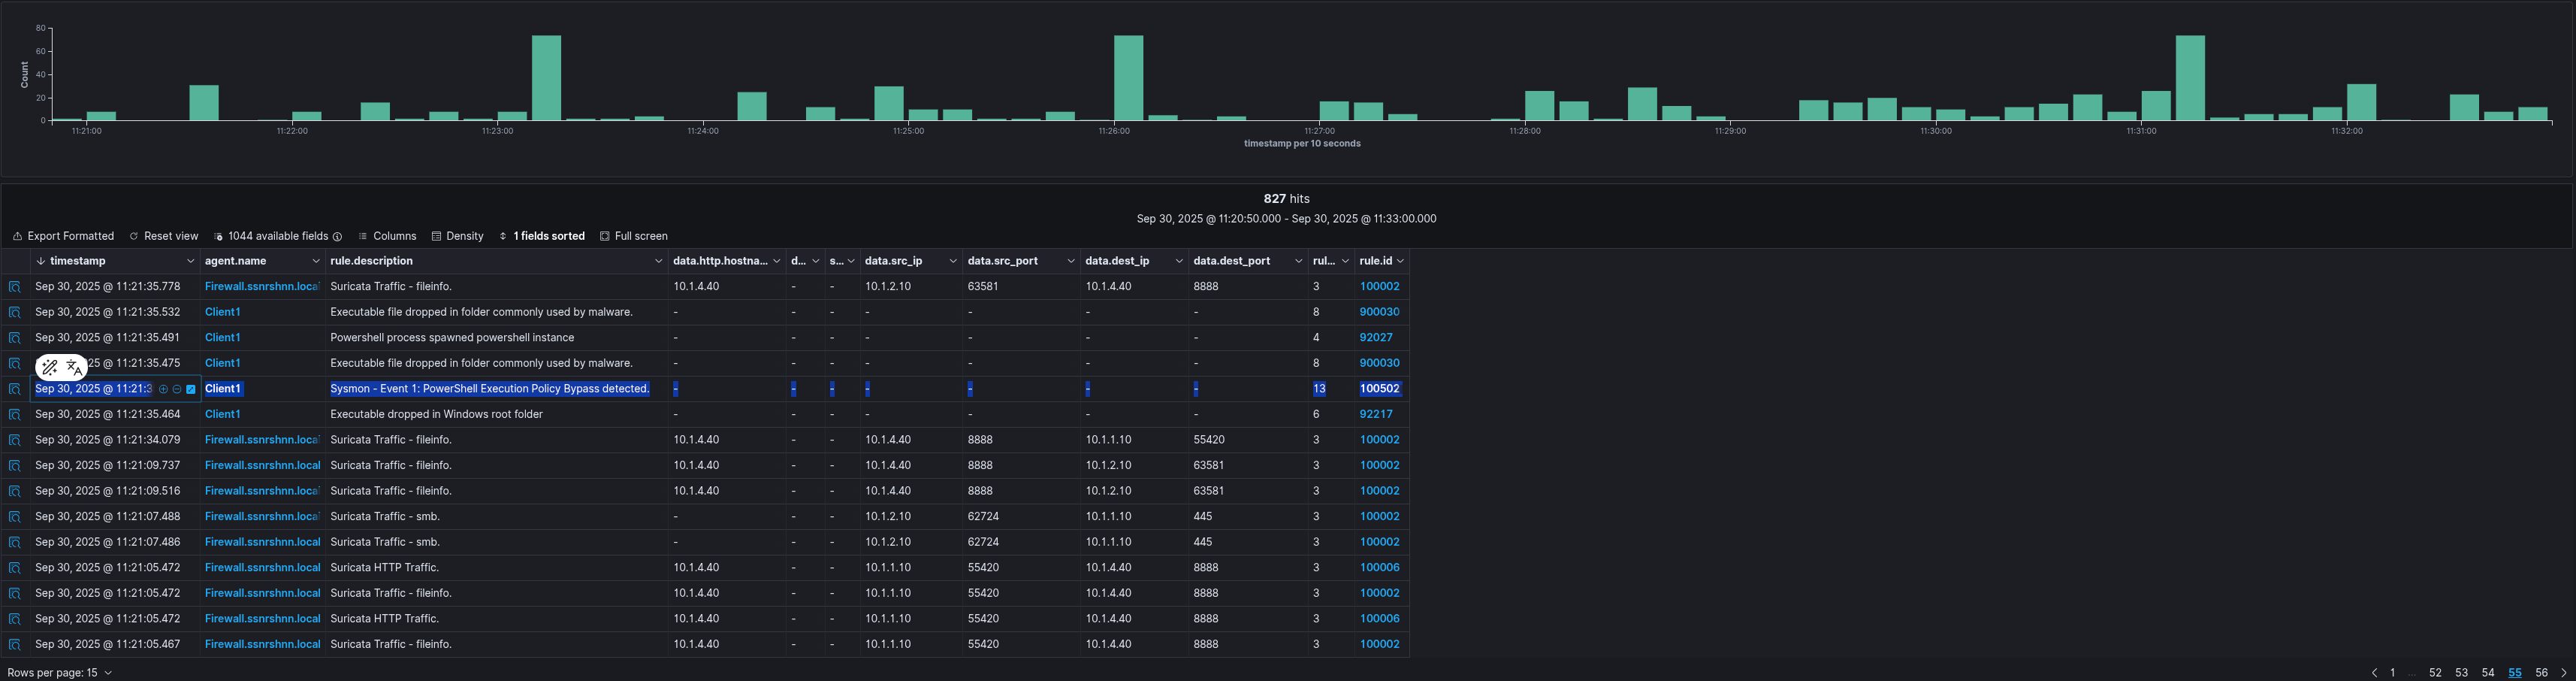 80
60
40
20
0
Count
11:21:00 11:22:00 11:23:00 11:24:00 11:25:00 11:26:00 11:27:00 11:28:00 11:29:00 11:30:00 11:31:00 11:32:00
timestamp per 10 seconds
827 hits
Sep 30, 2025 @ 11:20:50.000 - Sep 30, 2025 @ 11:33:00.000
Export Formatted Reset view 1044 available fields Columns Density 1 fields sorted Full screen
timestamp agent.name rule.description data.http.hostna... d... s... data.src_ip data.src_port data.dest_ip data.dest_port rul... rule.id
Sep 30, 2025 @ 11:21:35.778 Firewall.ssnrshnn.local Suricata Traffic - fileinfo. 10.1.4.40 - - 10.1.2.10 63581 10.1.4.40 8888 3 100002
Sep 30, 2025 @ 11:21:35.532 Client1 Executable file dropped in folder commonly used by malware. - - - - - - - 8 900030
Sep 30, 2025 @ 11:21:35.491 Client1 Powershell process spawned powershell instance - - - - - - - 4 92027
25 @ 11:21:35.475 Client1 Executable file dropped in folder commonly used by malware. - - - - - - - 8 900030
Sep 30, 2025 @ 11:21:3 Client1 Sysmon - Event 1: PowerShell Execution Policy Bypass detected. - - - - - - - 13 100502
Sep 30, 2025 @ 11:21:35.464 Client1 Executable dropped in Windows root folder - - - - - - - 6 92217
Sep 30, 2025 @ 11:21:34.079 Firewall.ssnrshnn.local Suricata Traffic - fileinfo. 10.1.4.40 - - 10.1.4.40 8888 10.1.1.10 55420 3 100002
Sep 30, 2025 @ 11:21:09.737 Firewall.ssnrshnn.local Suricata Traffic - fileinfo. 10.1.4.40 - - 10.1.4.40 8888 10.1.2.10 63581 3 100002
Sep 30, 2025 @ 11:21:09.516 Firewall.ssnrshnn.local Suricata Traffic - fileinfo. 10.1.4.40 - - 10.1.4.40 8888 10.1.2.10 63581 3 100002
Sep 30, 2025 @ 11:21:07.488 Firewall.ssnrshnn.local Suricata Traffic - smb. - - - 10.1.2.10 62724 10.1.1.10 445 3 100002
Sep 30, 2025 @ 11:21:07.486 Firewall.ssnrshnn.local Suricata Traffic - smb. - - - 10.1.2.10 62724 10.1.1.10 445 3 100002
Sep 30, 2025 @ 11:21:05.472 Firewall.ssnrshnn.local Suricata HTTP Traffic. 10.1.4.40 - - 10.1.1.10 55420 10.1.4.40 8888 3 100006
Sep 30, 2025 @ 11:21:05.472 Firewall.ssnrshnn.local Suricata Traffic - fileinfo. 10.1.4.40 - - 10.1.1.10 55420 10.1.4.40 8888 3 100002
Sep 30, 2025 @ 11:21:05.472 Firewall.ssnrshnn.local Suricata HTTP Traffic. 10.1.4.40 - - 10.1.1.10 55420 10.1.4.40 8888 3 100006
Sep 30, 2025 @ 11:21:05.467 Firewall.ssnrshnn.local Suricata Traffic - fileinfo. 10.1.4.40 - - 10.1.1.10 55420 10.1.4.40 8888 3 100002
Rows per page: 15 1 ... 52 53 54 55 56